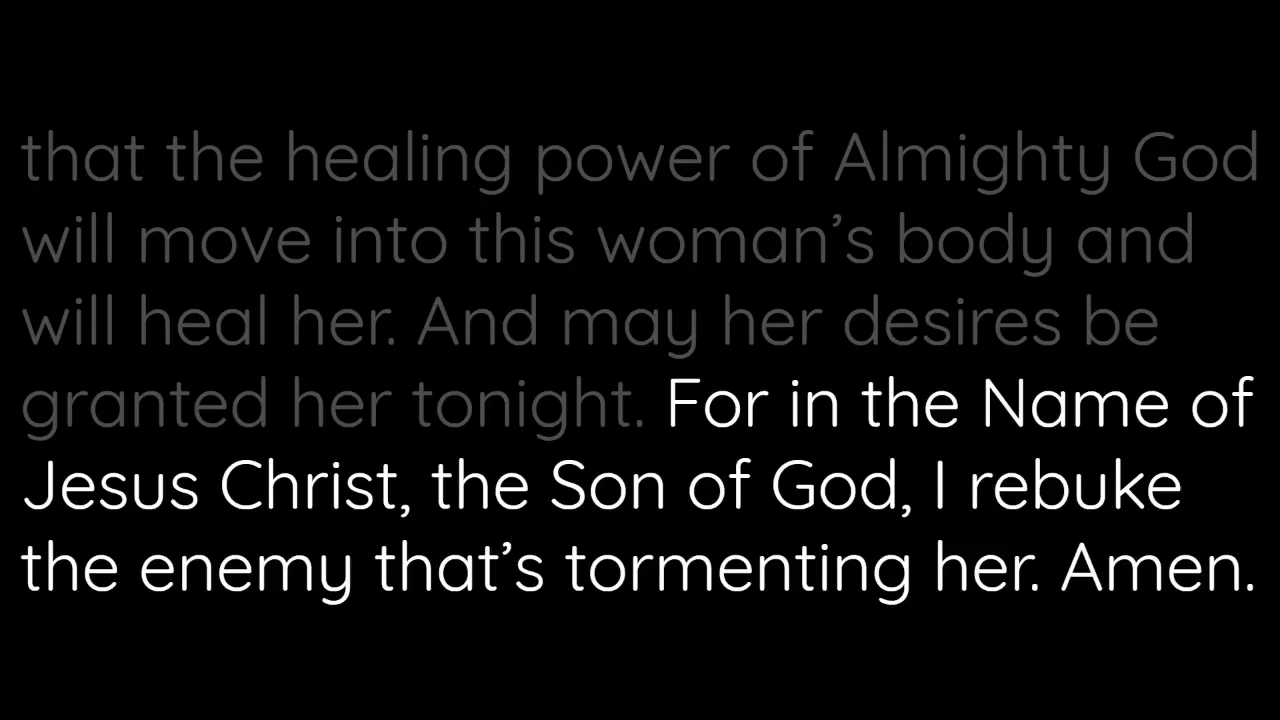 that the healing power of Almighty God
will move into this woman’s body and
will heal her. And may her desires be
granted her tonight. For in the Name of
Jesus Christ, the Son of God, I rebuke
the enemy that’s tormenting her. Amen.